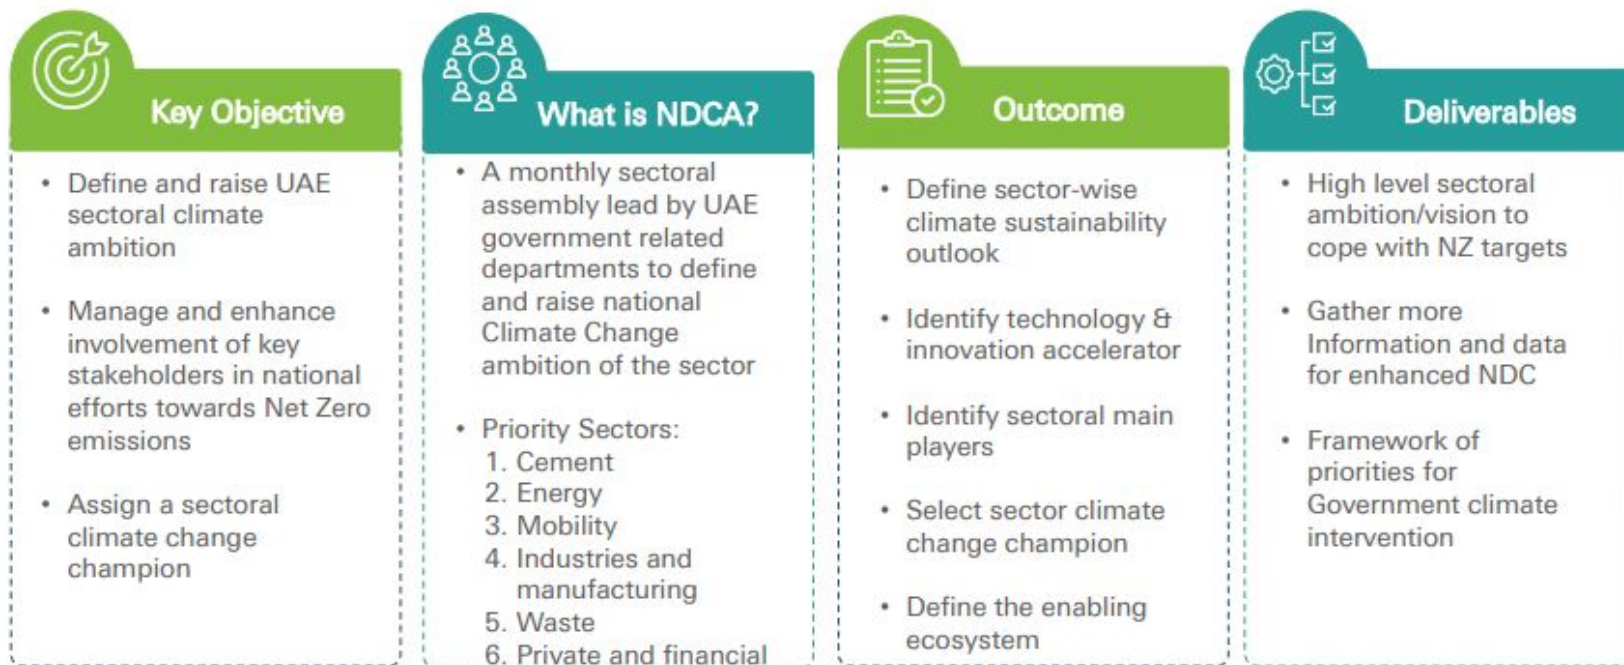 Key Objective
• Define and raise UAE
sectoral climate
ambition
• Manage and enhance
involvement of key
stakeholders in national
efforts towards Net Zero
emissions
• Assign a sectoral
climate change
champion
What is NDCA?
• A monthly sectoral
assembly lead by UAE
government related
departments to define
and raise national
Climate Change
ambition of the sector
• Priority Sectors:
1. Cement
2. Energy
3. Mobility
4. Industries and
manufacturing
5. Waste
6. Private and financial
Outcome
• Define sector-wise
climate sustainability
outlook
• Identify technology &
innovation accelerator
• Identify sectoral main
players
• Select sector climate
change champion
• Define the enabling
ecosystem
Deliverables
• High level sectoral
ambition/vision to
cope with NZ targets
• Gather more
Information and data
for enhanced NDC
• Framework of
priorities for
Government climate
intervention